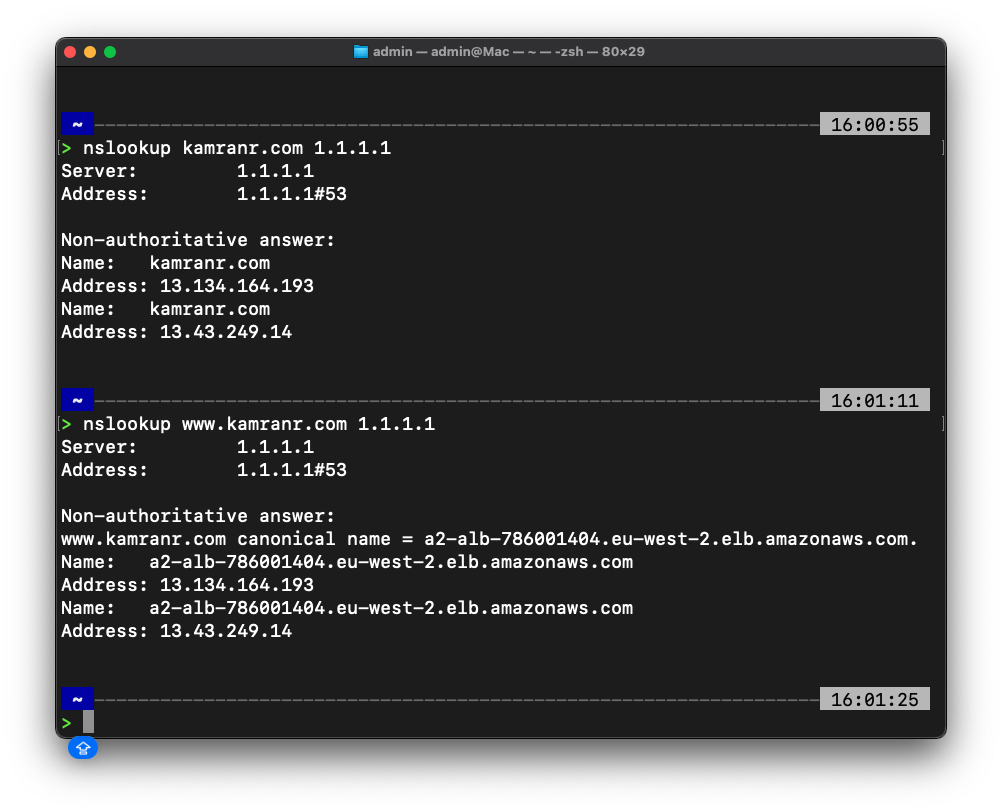 admin — admin@Mac — ~ — -zsh — 80×29
~ 16:00:55
> nslookup kamranr.com 1.1.1.1
Server: 1.1.1.1
Address: 1.1.1.1#53
Non-authoritative answer:
Name: kamranr.com
Address: 13.134.164.193
Name: kamranr.com
Address: 13.43.249.14
~ 16:01:11
> nslookup www.kamranr.com 1.1.1.1
Server: 1.1.1.1
Address: 1.1.1.1#53
Non-authoritative answer:
www.kamranr.com canonical name = a2-alb-786001404.eu-west-2.elb.amazonaws.com.
Name: a2-alb-786001404.eu-west-2.elb.amazonaws.com
Address: 13.134.164.193
Name: a2-alb-786001404.eu-west-2.elb.amazonaws.com
Address: 13.43.249.14
~ 16:01:25
>